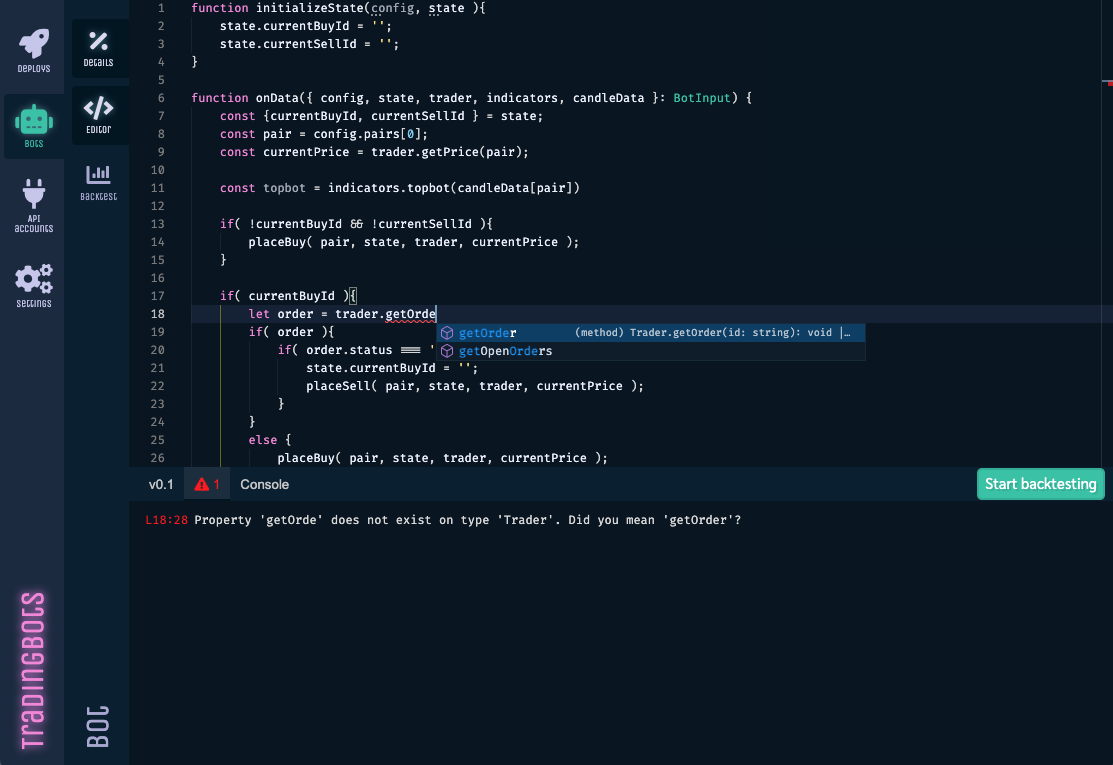 Deploys
Bots
API
accounts
Settings
TradingBots
Details
Editor
Backtest
Bot
1 function initializeState(config, state ){
2 state.currentBuyId = '';
3 state.currentSellId = '';
4 }
5
6 function onData({ config, state, trader, indicators, candleData }: BotInput) {
7 const {currentBuyId, currentSellId } = state;
8 const pair = config.pairs[0];
9 const currentPrice = trader.getPrice(pair);
10
11 const topbot = indicators.topbot(candleData[pair])
12
13 if( !currentBuyId && !currentSellId ){
14 placeBuy( pair, state, trader, currentPrice );
15 }
16
17 if( currentBuyId ){
18 let order = trader.getOrde
19 if( order ){
getOrder (method) Trader.getOrder(id: string): void |…
20 if( order.status === '
getOpenOrders
21 state.currentBuyId = '';
22 placeSell( pair, state, trader, currentPrice );
23 }
24 }
25 else {
26 placeBuy( pair, state, trader, currentPrice );
v0.1 1 Console Start backtesting
L18:28 Property 'getOrde' does not exist on type 'Trader'. Did you mean 'getOrder'?